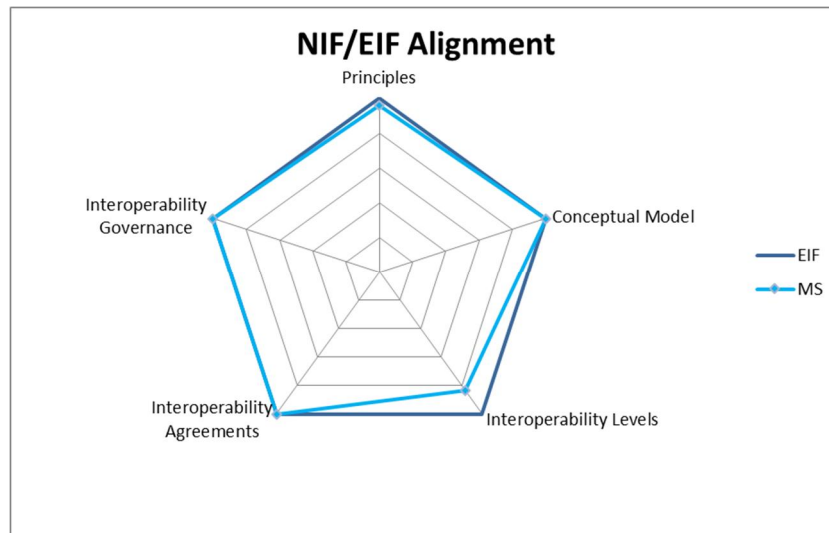 NIF/EIF Alignment
Principles
Interoperability
Governance
Conceptual Model
EIF
MS
Interoperability
Agreements
Interoperability Levels